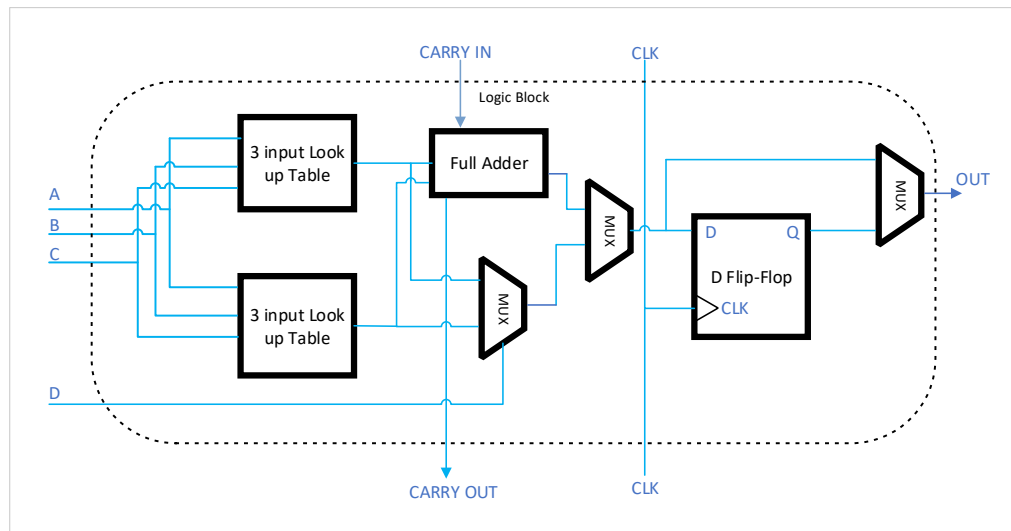 CARRY IN
CLK
Logic Block
3 input Look
up Table
Full Adder
MUX
OUT
A
B
C
MUX
D
Q
D Flip-Flop
CLK
3 input Look
up Table
MUX
D
CARRY OUT
CLK